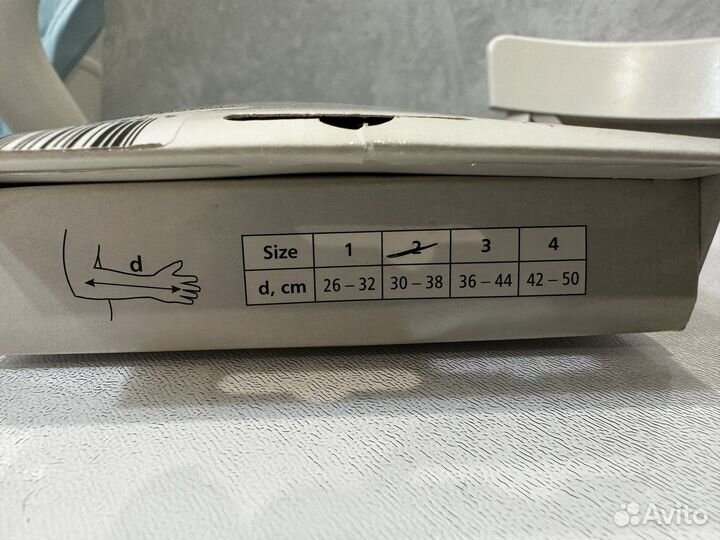 d
Size 1 2 3 4
d, cm 26 – 32 30 – 38 36 – 44 42 – 50
Avito